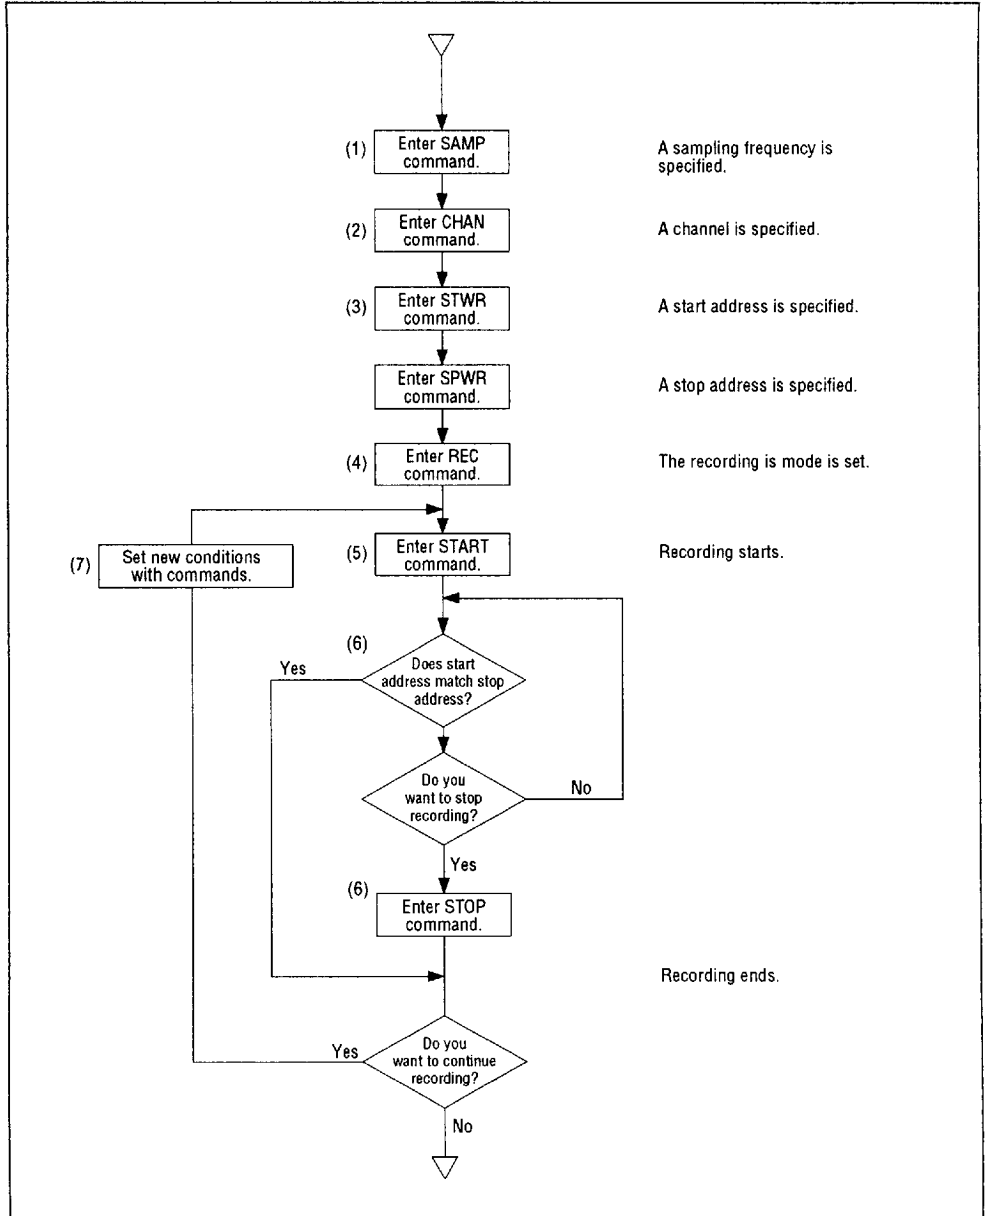 (1)
Enter SAMP
command.
A sampling frequency is
specified.
(2)
Enter CHAN
command.
A channel is specified.
(3)
Enter STWR
command.
A start address is specified.
Enter SPWR
command.
A stop address is specified.
(4)
Enter REC
command.
The recording is mode is set.
(7)
Set new conditions
with commands.
(5)
Enter START
command.
Recording starts.
(6)
Yes
Does start
address match stop
address?
Do you
want to stop
recording?
No
Yes
(6)
Enter STOP
command.
Recording ends.
Yes
Do you
want to continue
recording?
No